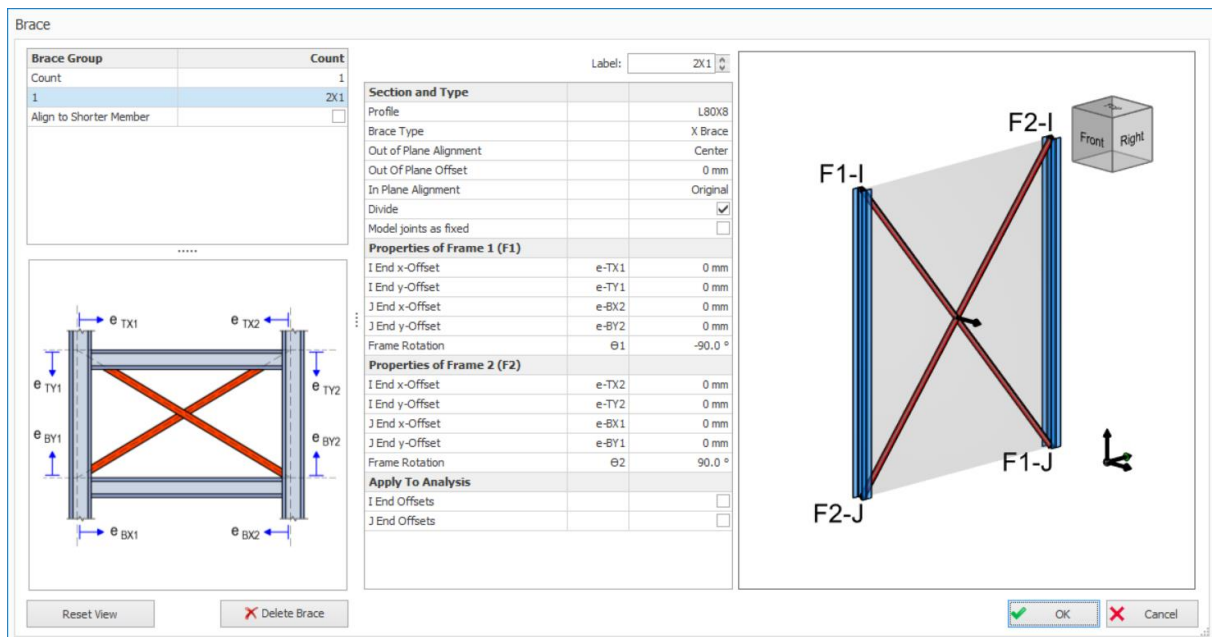 Brace
Brace Group Count
Count 1
1 2X1
Align to Shorter Member
Label: 2X1
Section and Type
Profile L80X8
Brace Type X Brace
Out of Plane Alignment Center
Out Of Plane Offset 0 mm
In Plane Alignment Original
Divide
Model joints as fixed
Properties of Frame 1 (F1)
I End x-Offset e-TX1 0 mm
I End y-Offset e-TY1 0 mm
J End x-Offset e-BX2 0 mm
J End y-Offset e-BY2 0 mm
Frame Rotation Θ1 -90.0 °
Properties of Frame 2 (F2)
I End x-Offset e-TX2 0 mm
I End y-Offset e-TY2 0 mm
J End x-Offset e-BX1 0 mm
J End y-Offset e-BY1 0 mm
Frame Rotation Θ2 90.0 °
Apply To Analysis
I End Offsets
J End Offsets
e TX1 e TX2
e TY1 e TY2
e BY1 e BY2
e BX1 e BX2
F2-I
F1-I
F1-J
F2-J
Top
Front Right
Reset View Delete Brace
OK Cancel